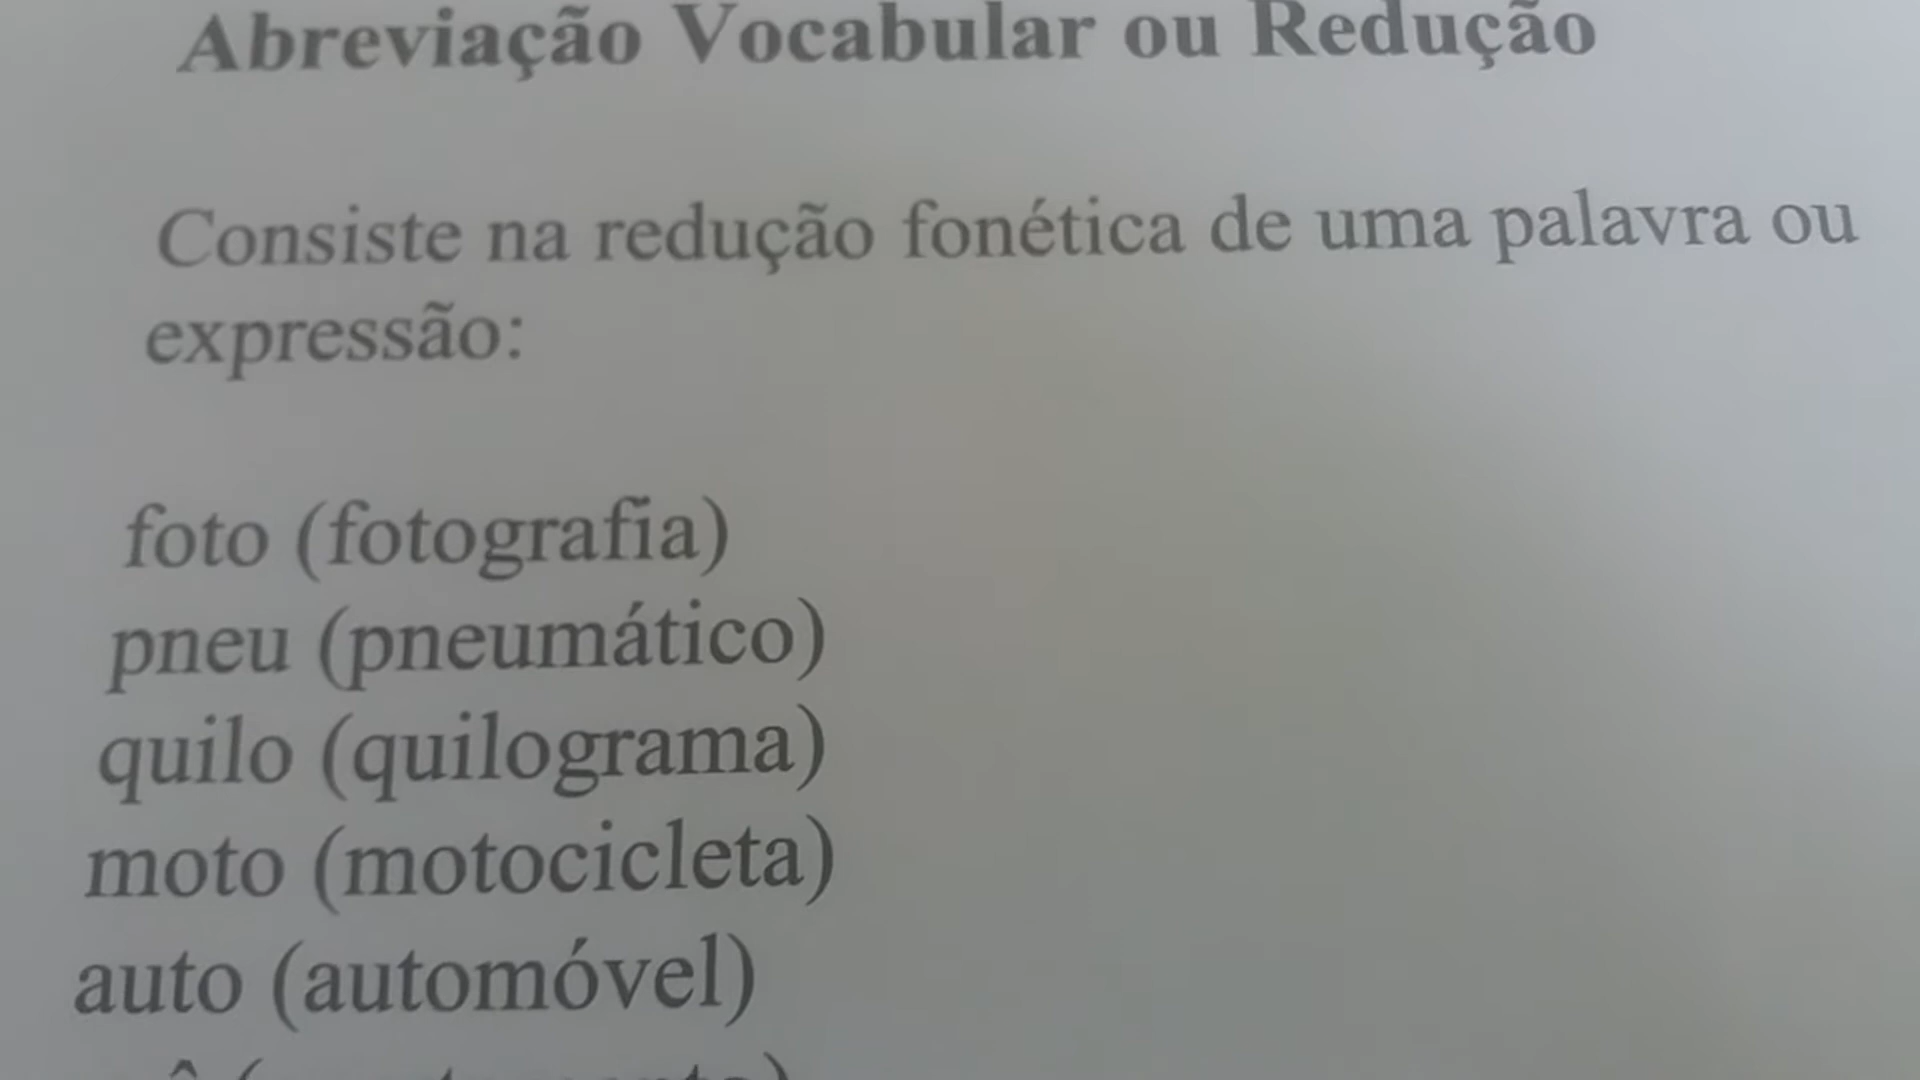 Abreviação Vocabular ou Redução
Consiste na redução fonética de uma palavra ou
expressão:
foto (fotografia)
pneu (pneumático)
quilo (quilograma)
moto (motocicleta)
auto (automóvel)